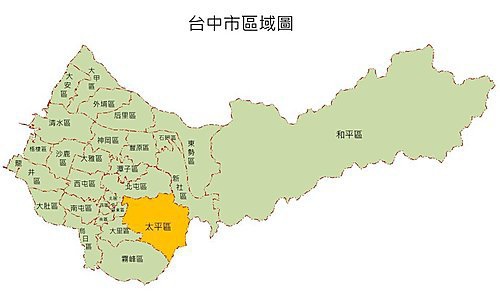 台中市區域圖
大安區
大甲區
外埔區
后里區
清水區
神岡區
豐原區
石岡區
東勢區
和平區
梧棲區
沙鹿區
大雅區
潭子區
龍井區
西屯區
北屯區
新社區
大肚區
南屯區
太平區
烏日區
大里區
霧峰區